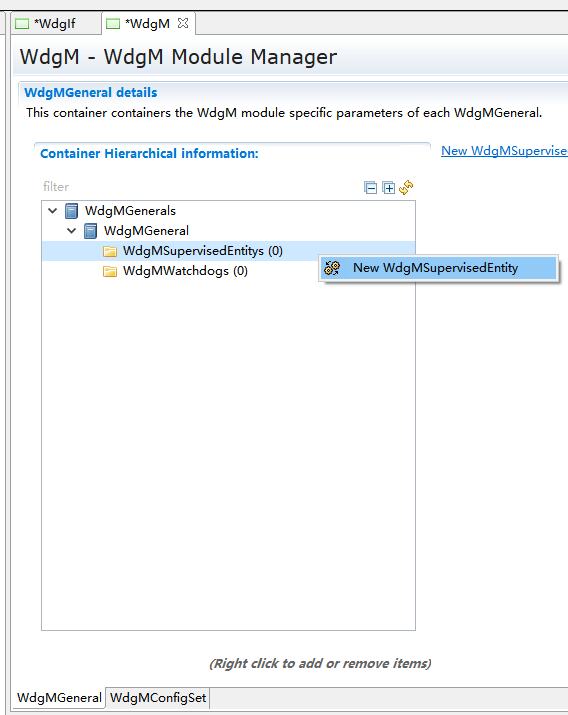 *WdgIf *WdgM
WdgM - WdgM Module Manager
WdgMGeneral details
This container containers the WdgM module specific parameters of each WdgMGeneral.
Container Hierarchical information:
New WdgMSupervise
filter
WdgMGenerals
WdgMGeneral
WdgMSupervisedEntitys (0)
New WdgMSupervisedEntity
WdgMWatchdogs (0)
(Right click to add or remove items)
WdgMGeneral WdgMConfigSet